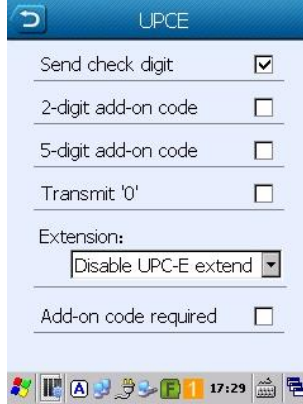 UPCE
Send check digit
2-digit add-on code
5-digit add-on code
Transmit '0'
Extension:
Disable UPC-E extend
Add-on code required
A F 1 17:29